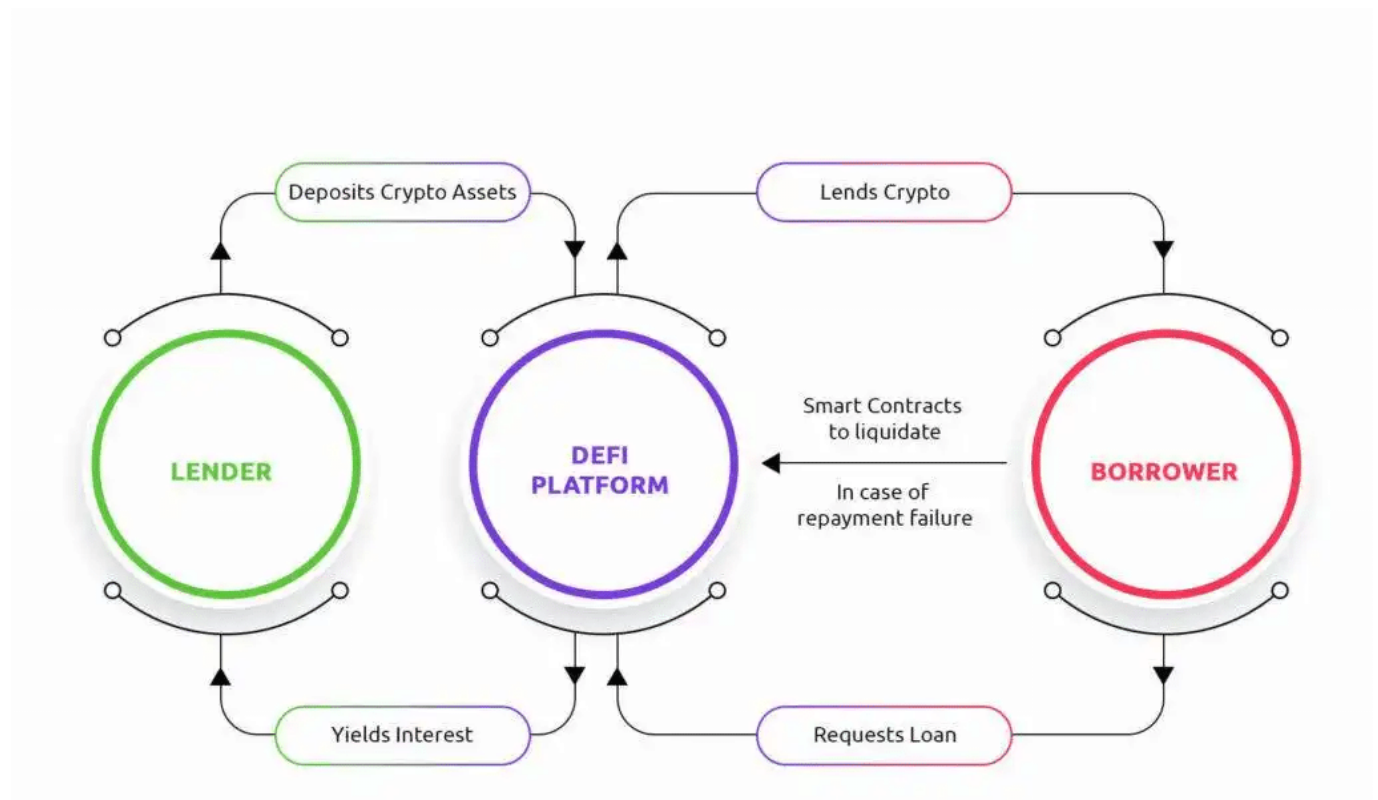 Deposits Crypto Assets
Lends Crypto
LENDER
DEFI
PLATFORM
Smart Contracts
to liquidate
In case of
repayment failure
BORROWER
Yields Interest
Requests Loan